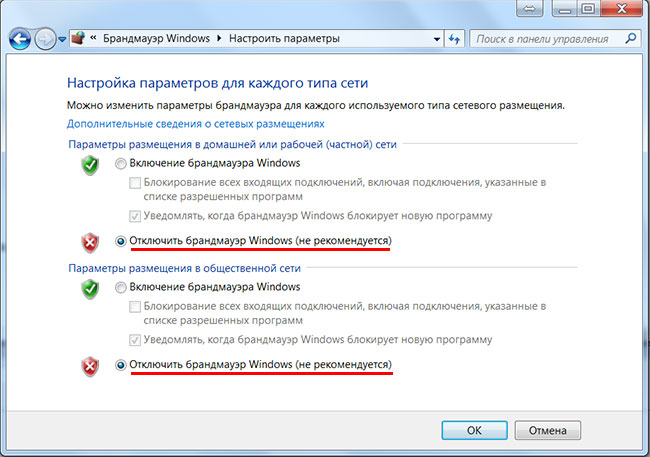 « Брандмауэр Windows ▸ Настроить параметры
Поиск в панели управления
Настройка параметров для каждого типа сети
Можно изменить параметры брандмауэра для каждого используемого типа сетевого размещения.
Дополнительные сведения о сетевых размещениях
Параметры размещения в домашней или рабочей (частной) сети
Включение брандмауэра Windows
Блокирование всех входящих подключений, включая подключения, указанные в
списке разрешенных программ
Уведомлять, когда брандмауэр Windows блокирует новую программу
Отключить брандмауэр Windows (не рекомендуется)
Параметры размещения в общественной сети
Включение брандмауэра Windows
Блокирование всех входящих подключений, включая подключения, указанные в
списке разрешенных программ
Уведомлять, когда брандмауэр Windows блокирует новую программу
Отключить брандмауэр Windows (не рекомендуется)
ОК
Отмена